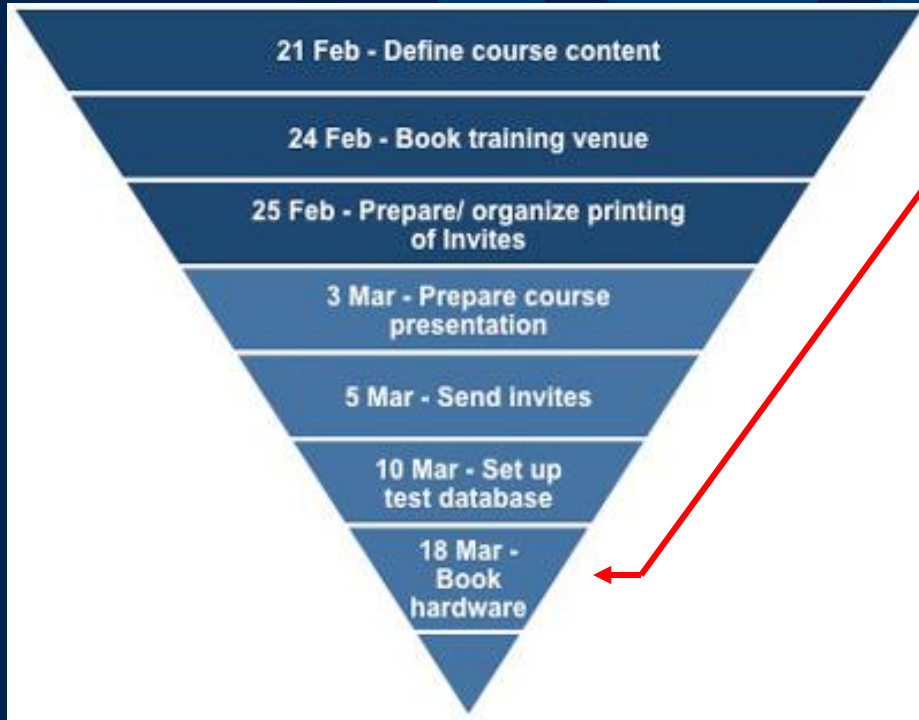 21 Feb - Define course content
24 Feb - Book training venue
25 Feb - Prepare/ organize printing
of Invites
3 Mar - Prepare course
presentation
5 Mar - Send invites
10 Mar - Set up
test database
18 Mar -
Book
hardware